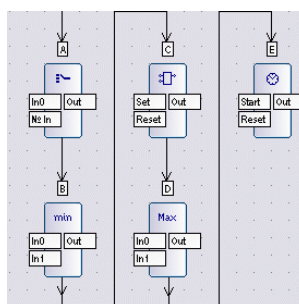 A
In0 Out
№ In
B
min
In0 Out
In1
C
Set Out
Reset
D
Max
In0 Out
In1
E
Start Out
Reset